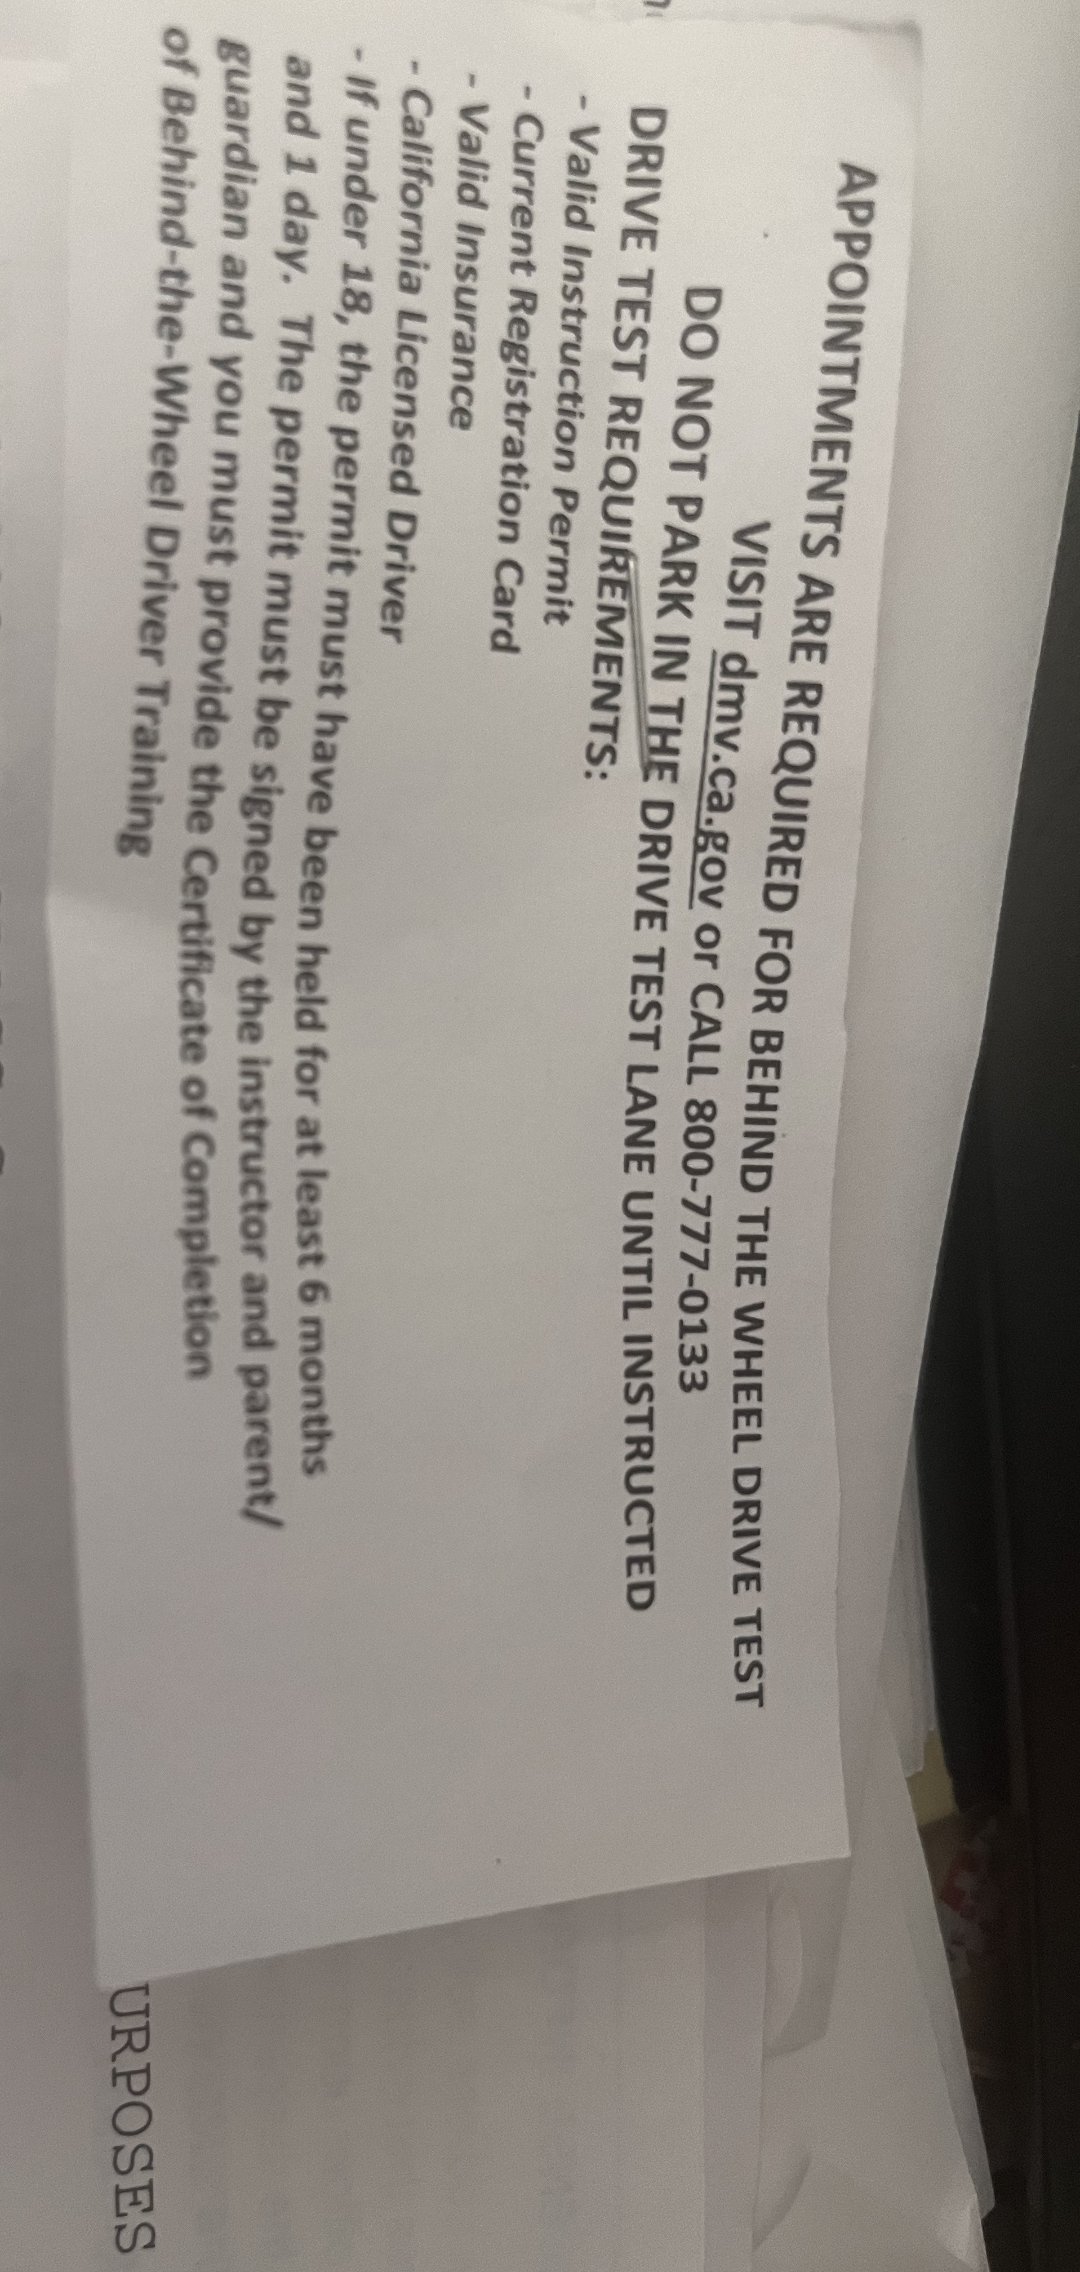 APPOINTMENTS ARE REQUIRED FOR BEHIND THE WHEEL DRIVE TEST
VISIT dmv.ca.gov or CALL 800-777-0133
DO NOT PARK IN THE DRIVE TEST LANE UNTIL INSTRUCTED
DRIVE TEST REQUIREMENTS:
- Valid Instruction Permit
- Current Registration Card
- Valid Insurance
- California Licensed Driver
- If under 18, the permit must have been held for at least 6 months
and 1 day. The permit must be signed by the instructor and parent/
guardian and you must provide the Certificate of Completion
of Behind-the-Wheel Driver Training
URPOSES